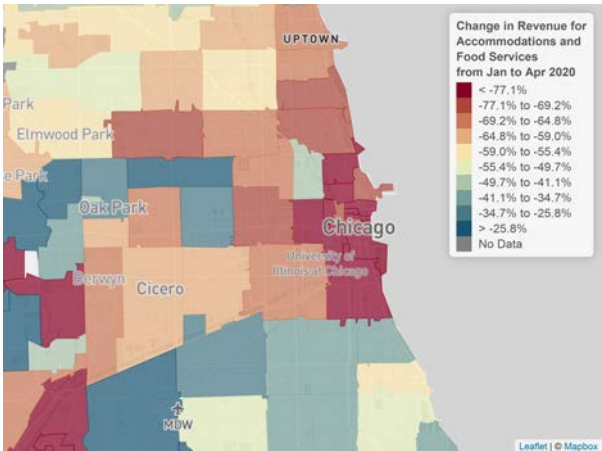 UPTOWN
Park
Elmwood Park
se Park
Oak Park
Chicago
University of
Illinois at Chicago
Berwyn
Cicero
MDW
Change in Revenue for
Accommodations and
Food Services
from Jan to Apr 2020
< -77.1%
-77.1% to -69.2%
-69.2% to -64.8%
-64.8% to -59.0%
-59.0% to -55.4%
-55.4% to -49.7%
-49.7% to -41.1%
-41.1% to -34.7%
-34.7% to -25.8%
> -25.8%
No Data
Leaflet | © Mapbox